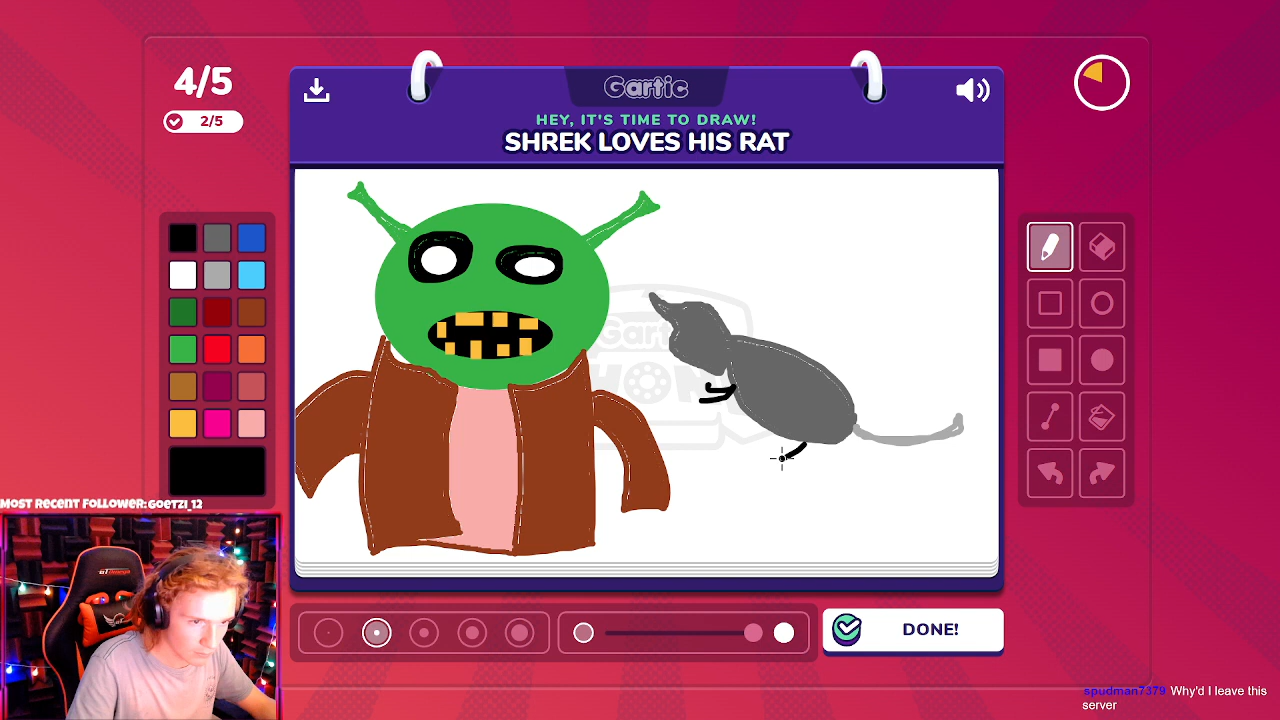 4/5
2/5
Gartic
HEY, IT'S TIME TO DRAW!
SHREK LOVES HIS RAT
Gartic
MOST RECENT FOLLOWER: GOETZI_12
DONE!
spudman7379 Why'd I leave this
server